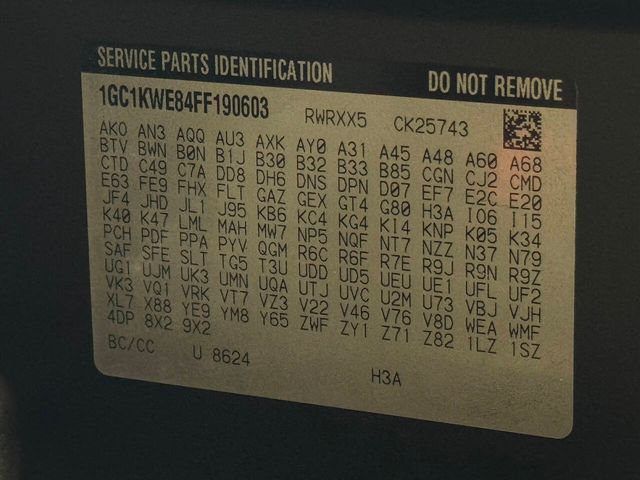 SERVICE PARTS IDENTIFICATION DO NOT REMOVE
1GC1KWE84FF190603 RWRXX5 CK25743
AKO AN3 AQQ AU3 AXK AY0 A31 A45 A48 A60 A68
BTV BWN B0N B1J B30 B32 B33 B85 CGN CJ2 CMD
CTD C49 C7A DD8 DH6 DNS DPN D07 EF7 E2C E20
E63 FE9 FHX FLT GAZ GEX GT4 G80 H3A I06 I15
JF4 JHD JL1 J95 KB6 KC4 KG4 KI4 KNP K05 K34
K40 K47 LML MAH MW7 NP5 NQF NT7 NZZ N37 N79
PCH PDF PPA PYV QGM R6C R6F R7E R9J R9N R9Z
SAF SFE SLT TG5 T3U UDD UD5 UEU UE1 UFL UF2
UG1 UJM UK3 UMN UQA UTJ UVC U2M U73 VBJ VJH
VK3 VQ1 VRK VT7 VZ3 V22 V46 V76 V8D WEA WMF
XL7 X88 YE9 YM8 Y65 ZWF ZY1 Z71 Z82 1LZ 1SZ
4DP 8X2 9X2
BC/CC U 8624 H3A